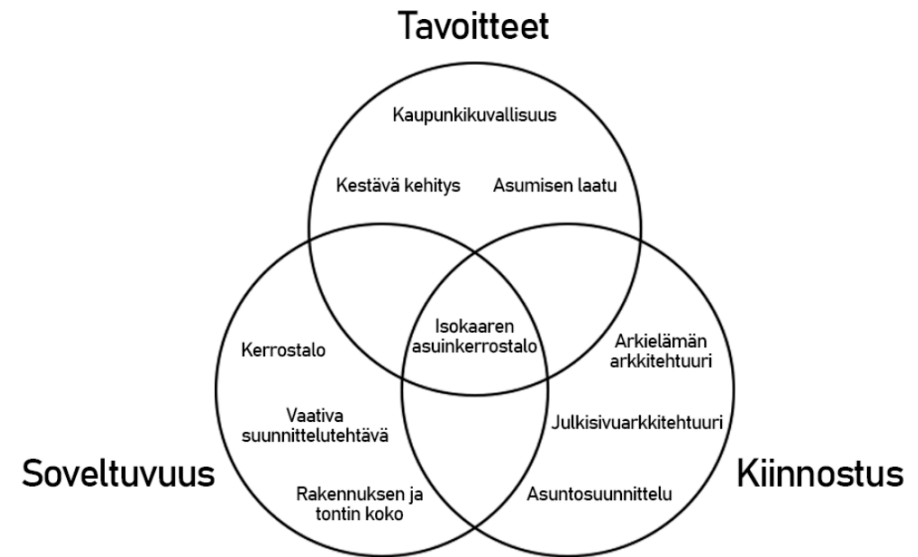 Tavoitteet
Kaupunkikuvallisuus
Kestävä kehitys
Asumisen laatu
Isokaaren
asuinkerrostalo
Kerrostalo
Arkielämän
arkkitehtuuri
Vaativa
suunnittelutehtävä
Julkisivuarkkitehtuuri
Soveltuvuus
Kiinnostus
Rakennuksen ja
tontin koko
Asuntosuunnittelu